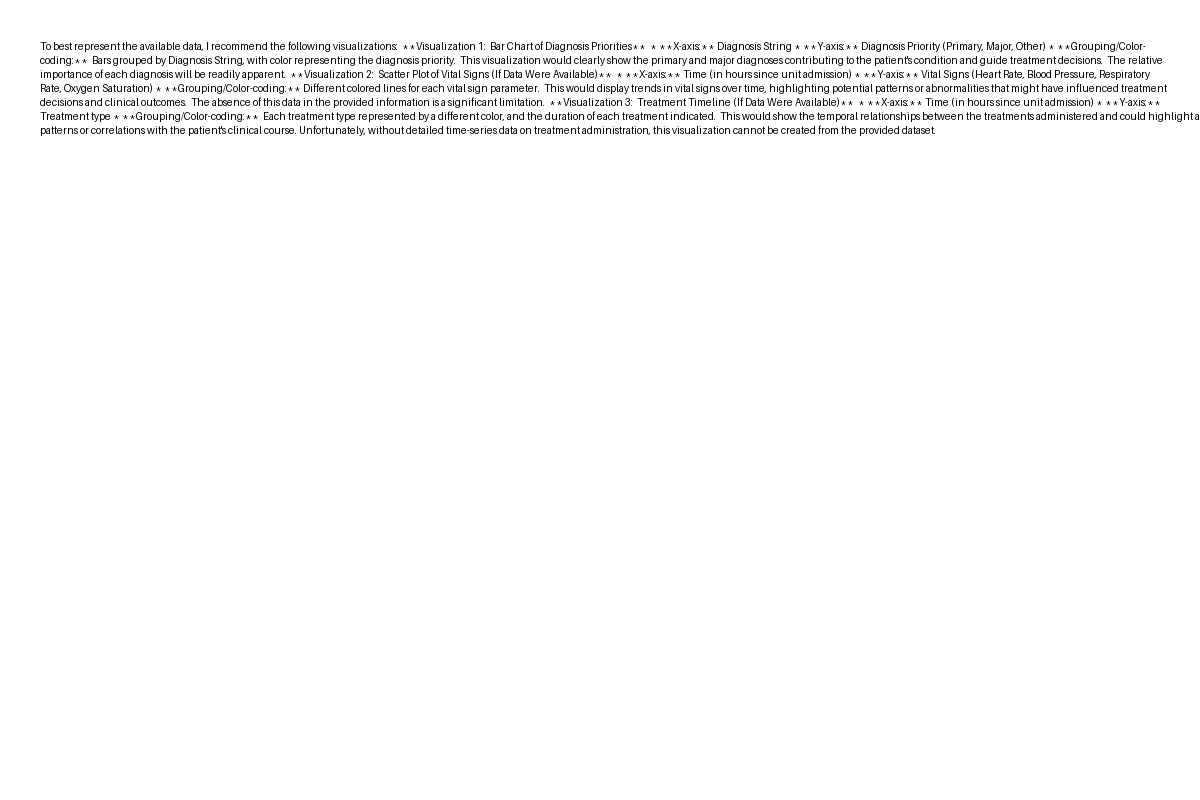 To best represent the available data, I recommend the following visualizations:  **Visualization 1:  Bar Chart of Diagnosis Priorities**  * **X-axis:** Diagnosis String * **Y-axis:** Diagnosis Priority (Primary, Major, Other) * **Grouping/Color-
coding:**  Bars grouped by Diagnosis String, with color representing the diagnosis priority.  This visualization would clearly show the primary and major diagnoses contributing to the patient's condition and guide treatment decisions.  The relative
importance of each diagnosis will be readily apparent.  **Visualization 2:  Scatter Plot of Vital Signs (If Data Were Available)**  * **X-axis:** Time (in hours since unit admission) * **Y-axis:** Vital Signs (Heart Rate, Blood Pressure, Respiratory
Rate, Oxygen Saturation) * **Grouping/Color-coding:** Different colored lines for each vital sign parameter.  This would display trends in vital signs over time, highlighting potential patterns or abnormalities that might have influenced treatment
decisions and clinical outcomes.  The absence of this data in the provided information is a significant limitation.  **Visualization 3:  Treatment Timeline (If Data Were Available)**  * **X-axis:** Time (in hours since unit admission) * **Y-axis:**
Treatment type * **Grouping/Color-coding:**  Each treatment type represented by a different color, and the duration of each treatment indicated.  This would show the temporal relationships between the treatments administered and could highlight a
patterns or correlations with the patient's clinical course. Unfortunately, without detailed time-series data on treatment administration, this visualization cannot be created from the provided dataset.